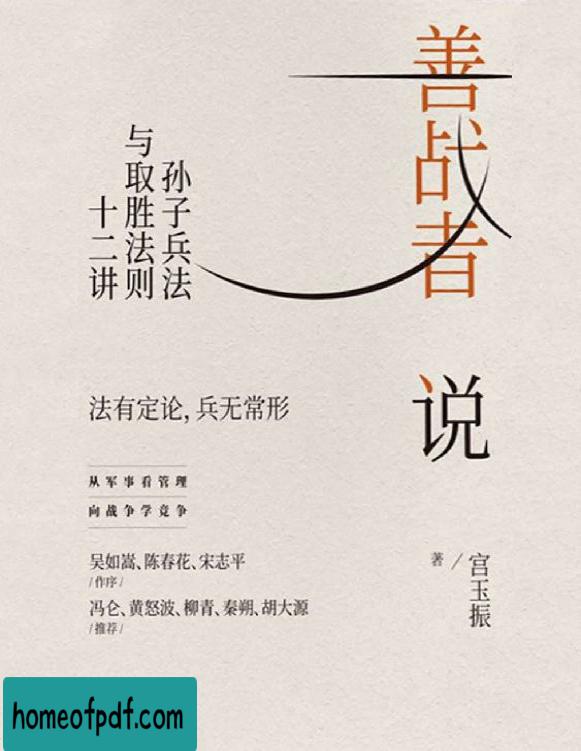 善战者
说
孙子兵法
与取胜法则
十二讲
法有定论，兵无常形
从军事看管理
向战争学竞争
宫玉振
/
著
吴如嵩、陈春花、宋志平
/作序/
冯仑、黄怒波、柳青、秦朔、胡大源
/推荐/
homeofpdf.com